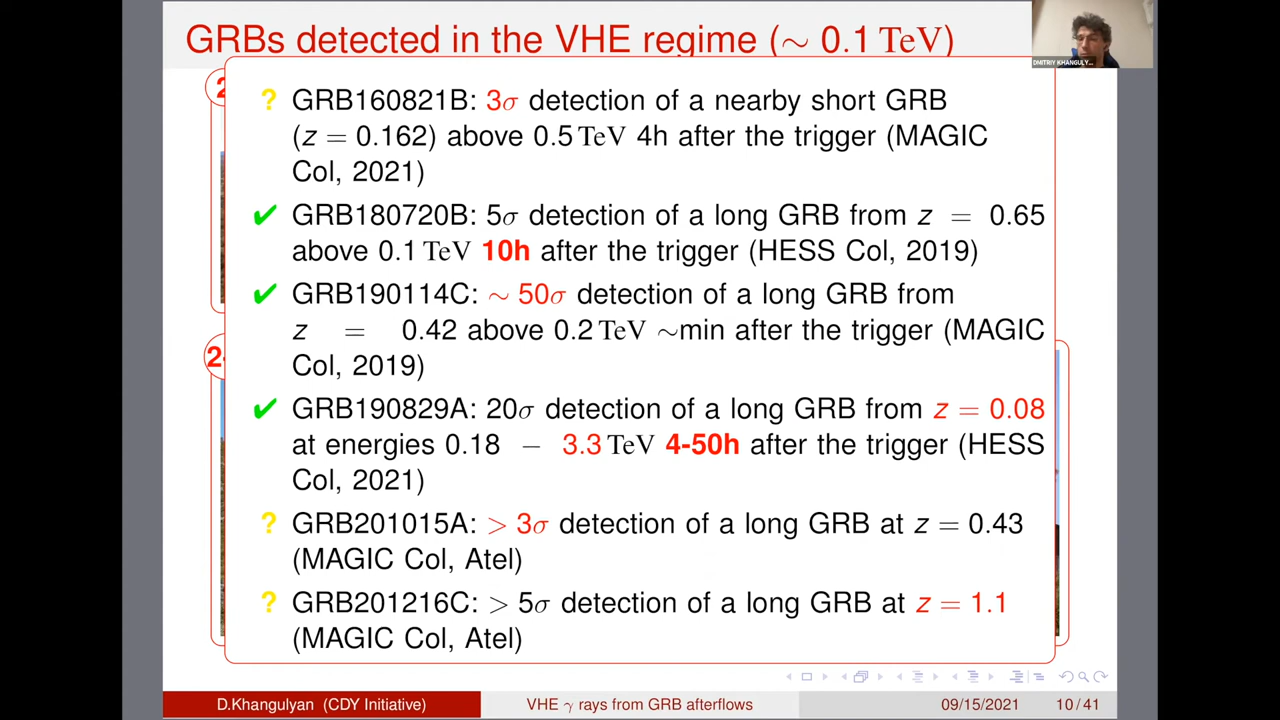 GRBs detected in the VHE regime (∼ 0.1 TeV)
DMITRIY KHANGULY...
2
? GRB160821B: 3σ detection of a nearby short GRB
(z = 0.162) above 0.5 TeV 4h after the trigger (MAGIC
Col, 2021)
✔ GRB180720B: 5σ detection of a long GRB from z = 0.65
above 0.1 TeV 10h after the trigger (HESS Col, 2019)
✔ GRB190114C: ∼ 50σ detection of a long GRB from
z = 0.42 above 0.2 TeV ∼min after the trigger (MAGIC
Col, 2019)
2
✔ GRB190829A: 20σ detection of a long GRB from z = 0.08
at energies 0.18 − 3.3 TeV 4-50h after the trigger (HESS
Col, 2021)
? GRB201015A: > 3σ detection of a long GRB at z = 0.43
(MAGIC Col, Atel)
? GRB201216C: > 5σ detection of a long GRB at z = 1.1
(MAGIC Col, Atel)
D.Khangulyan (CDY Initiative) VHE γ rays from GRB afterflows 09/15/2021 10/41